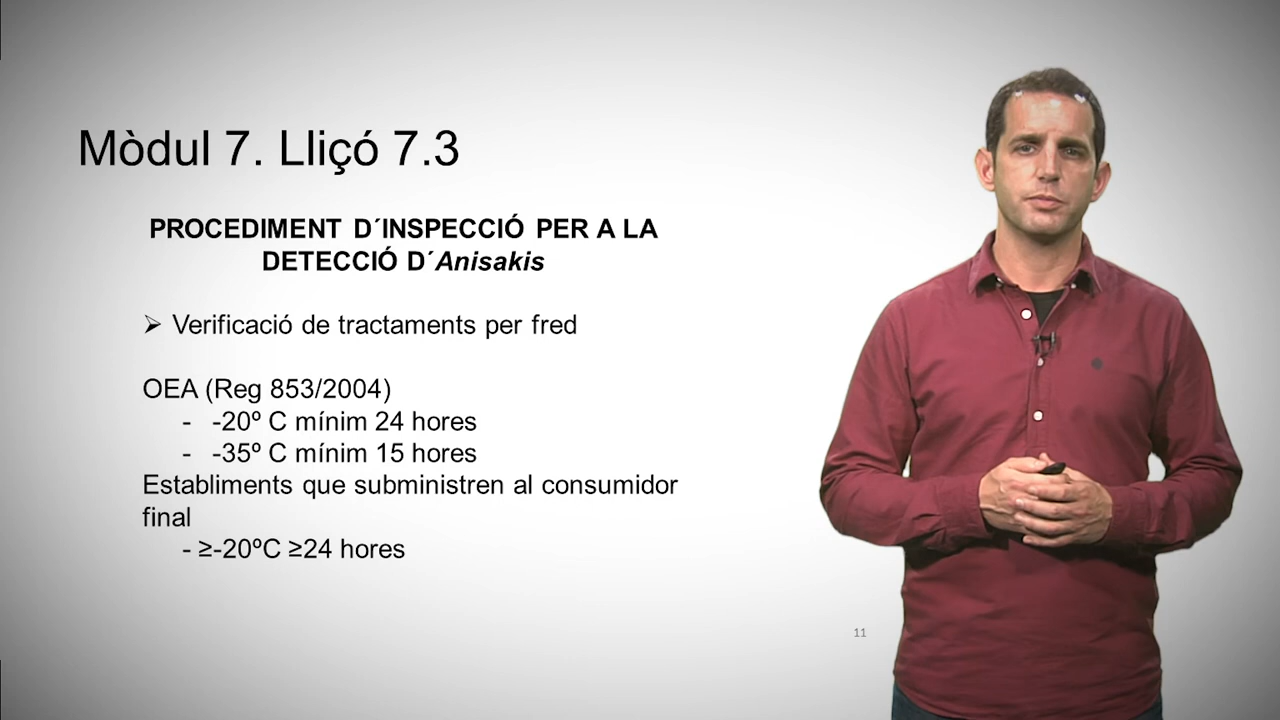 Mòdul 7. Lliçó 7.3
PROCEDIMENT D´INSPECCIÓ PER A LA
DETECCIÓ D´Anisakis
➢ Verificació de tractaments per fred
OEA (Reg 853/2004)
- -20º C mínim 24 hores
- -35º C mínim 15 hores
Establiments que subministren al consumidor
final
- ≥-20ºC ≥24 hores
11